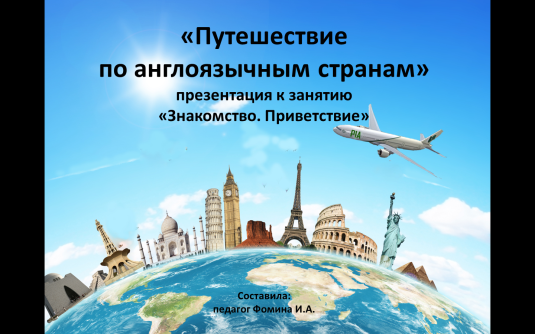 «Путешествие
по англоязычным странам»
презентация к занятию
«Знакомство. Приветствие»
PIA
Составила:
педагог Фомина И.А.